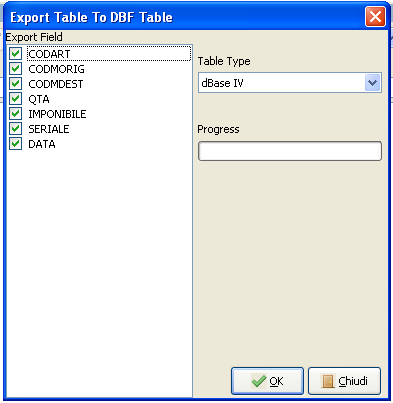 Export Table To DBF Table
Export Field
CODART
CODMORIG
CODMDEST
QTA
IMPONIBILE
SERIALE
DATA
Table Type
dBase IV
Progress
OK
Chiudi